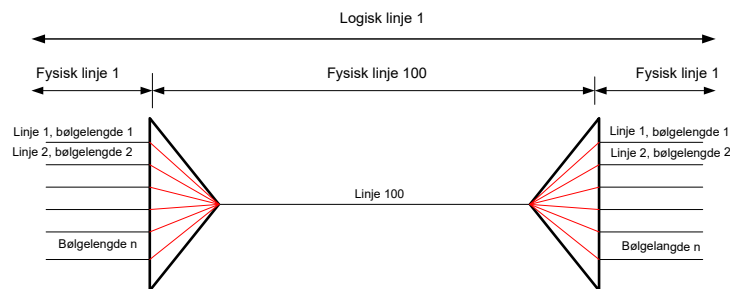 Logisk linje 1
Fysisk linje 1
Fysisk linje 100
Fysisk linje 1
Linje 1, bølgelengde 1
Linje 1, bølgelengde 1
Linje 2, bølgelengde 2
Linje 2, bølgelengde 2
Linje 100
Bølgelengde n
Bølgelangde n